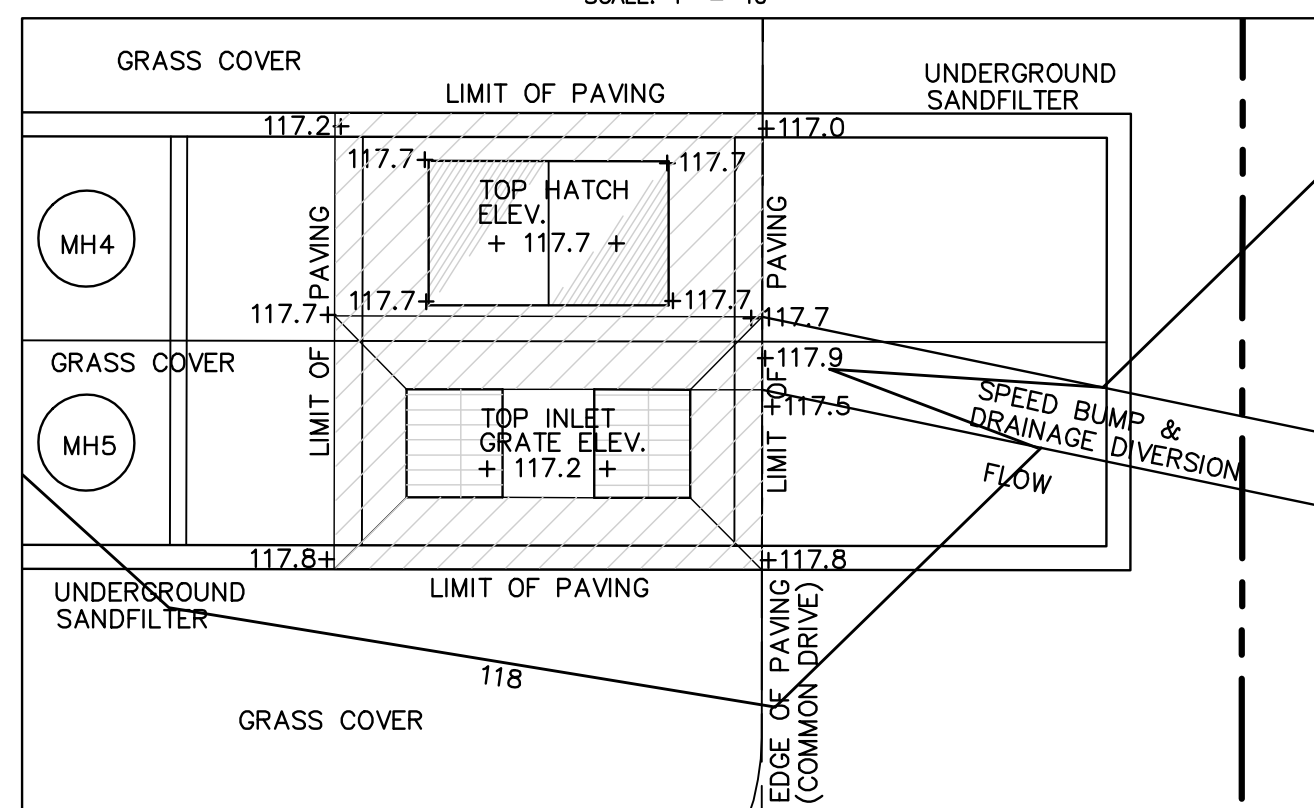 GRASS COVER
LIMIT OF PAVING
UNDERGROUND
SANDFILTER
117.2+
+117.0
117.7+
+117.7
TOP HATCH
ELEV.
+ 117.7 +
MH4
LIMIT OF PAVING
LIMIT OF PAVING
117.7+
117.7+
+117.7
+117.7
GRASS COVER
+117.9
+117.5
TOP INLET
GRATE ELEV.
+ 117.2 +
MH5
SPEED BUMP &
DRAINAGE DIVERSION
FLOW
117.8+
+117.8
UNDERGROUND
SANDFILTER
LIMIT OF PAVING
118
GRASS COVER
EDGE OF PAVING
(COMMON DRIVE)